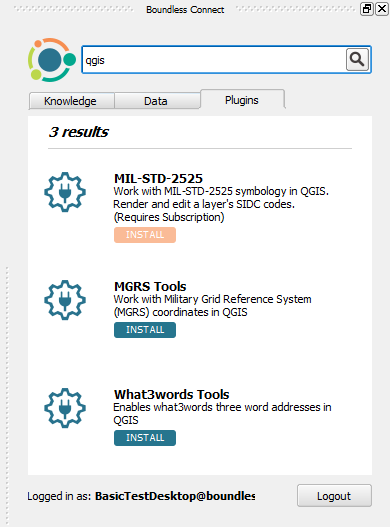 Boundless Connect
qgis
Knowledge Data Plugins
3 results
MIL-STD-2525
Work with MIL-STD-2525 symbology in QGIS.
Render and edit a layer's SIDC codes.
(Requires Subscription)
INSTALL
MGRS Tools
Work with Military Grid Reference System
(MGRS) coordinates in QGIS
INSTALL
What3words Tools
Enables what3words three word addresses in
QGIS
INSTALL
Logged in as: BasicTestDesktop@boundles Logout